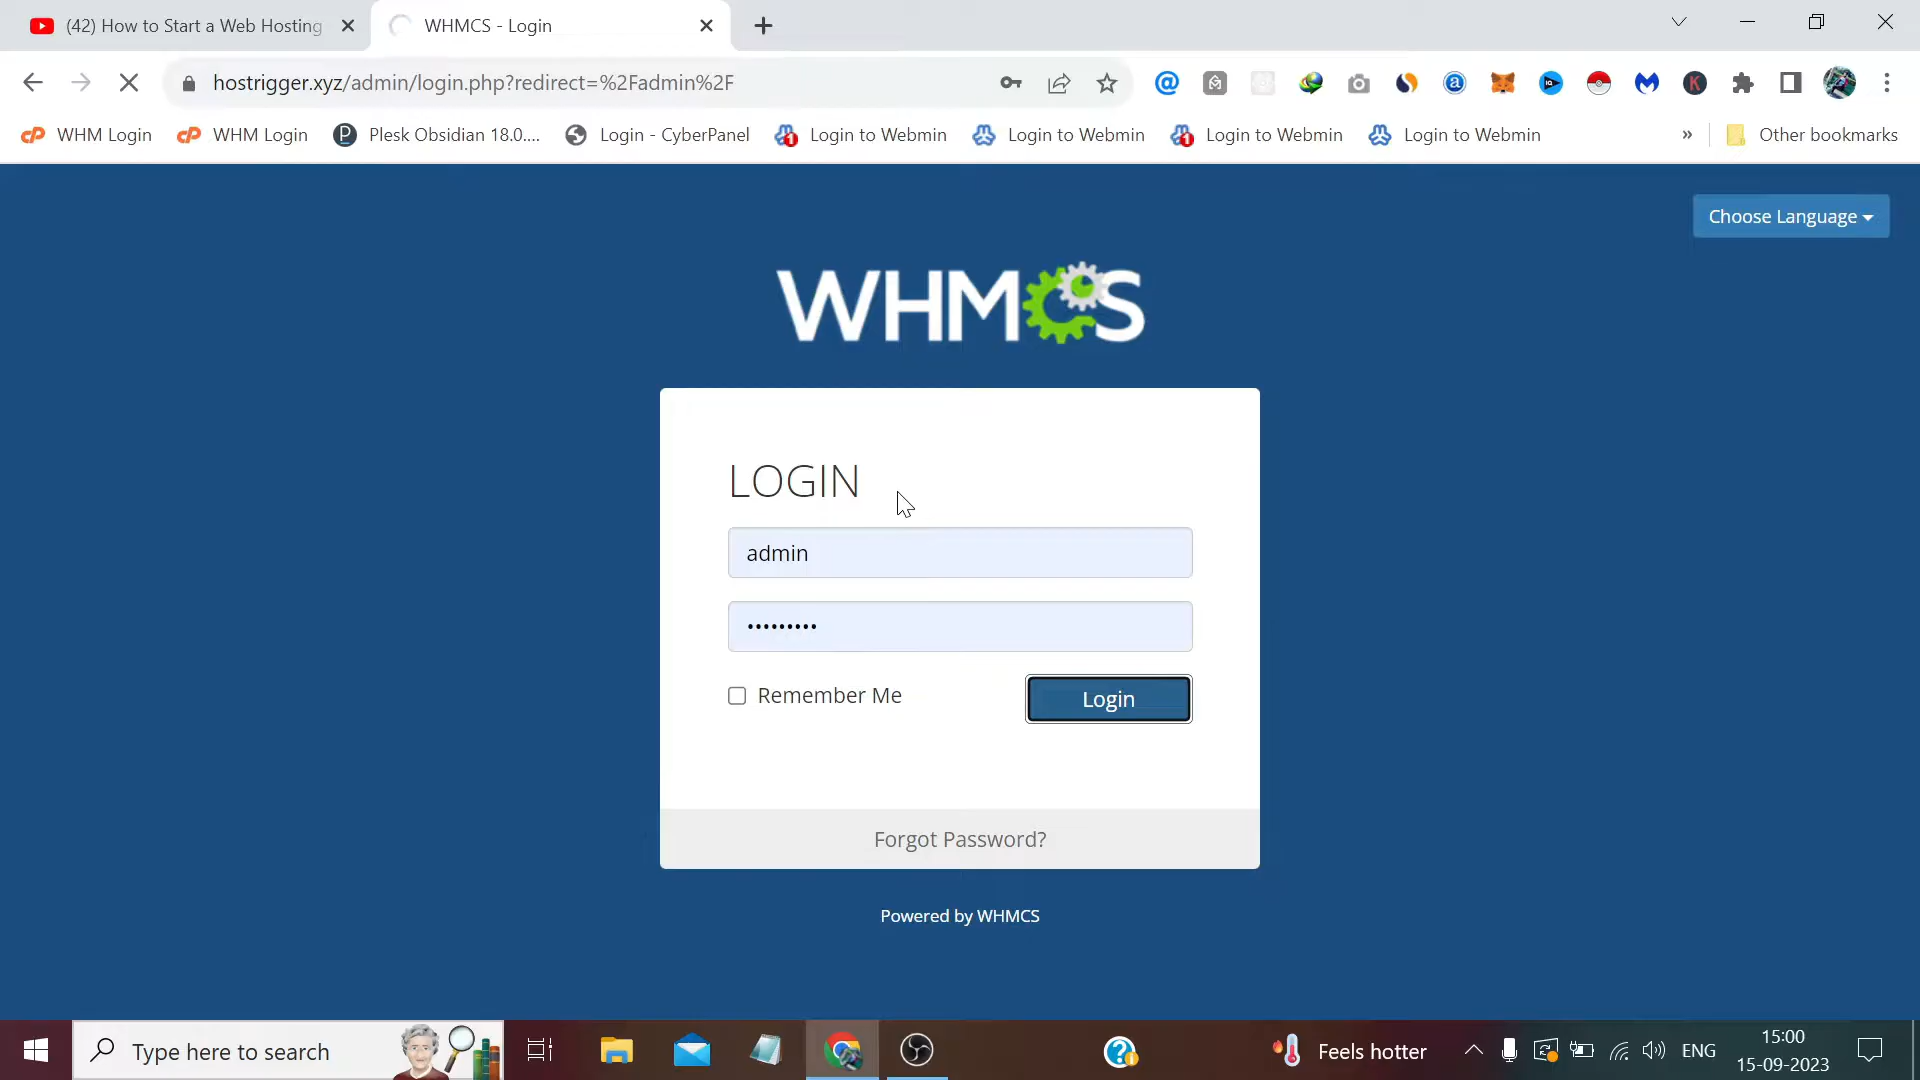 (42) How to Start a Web Hosting
WHMCS - Login
hostrigger.xyz/admin/login.php?redirect=%2Fadmin%2F
WHM Login
WHM Login
Plesk Obsidian 18.0....
Login - CyberPanel
Login to Webmin
Login to Webmin
Login to Webmin
Login to Webmin
»
Other bookmarks
Choose Language
WHMCS
LOGIN
admin
•••••••••
Remember Me
Login
Forgot Password?
Powered by WHMCS
Type here to search
Feels hotter
ENG
15:00
15-09-2023